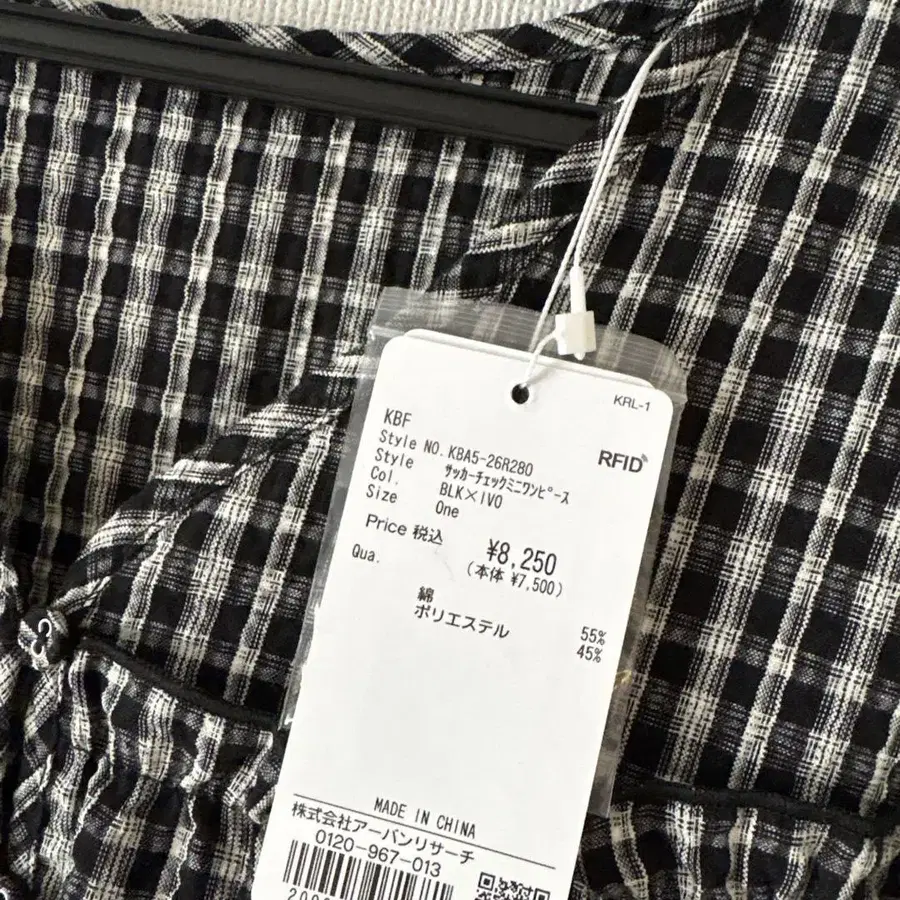 KRL-1
KBF
RFID
Style NO. KBA5-26R280
Style サッカーチェックミニワンピース
Col. BLK×IVO
Size One
Price 税込 ¥8,250
(本体 ¥7,500)
Qua.
綿 55%
ポリエステル 45%
MADE IN CHINA
株式会社アーバンリサーチ
0120-967-013